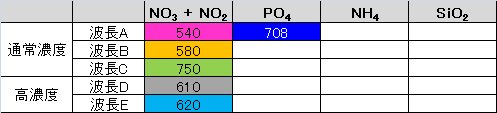 NO3 + NO2 PO4 NH4 SiO2
通常濃度 波長A 540 708
波長B 580
波長C 750
高濃度 波長D 610
波長E 620